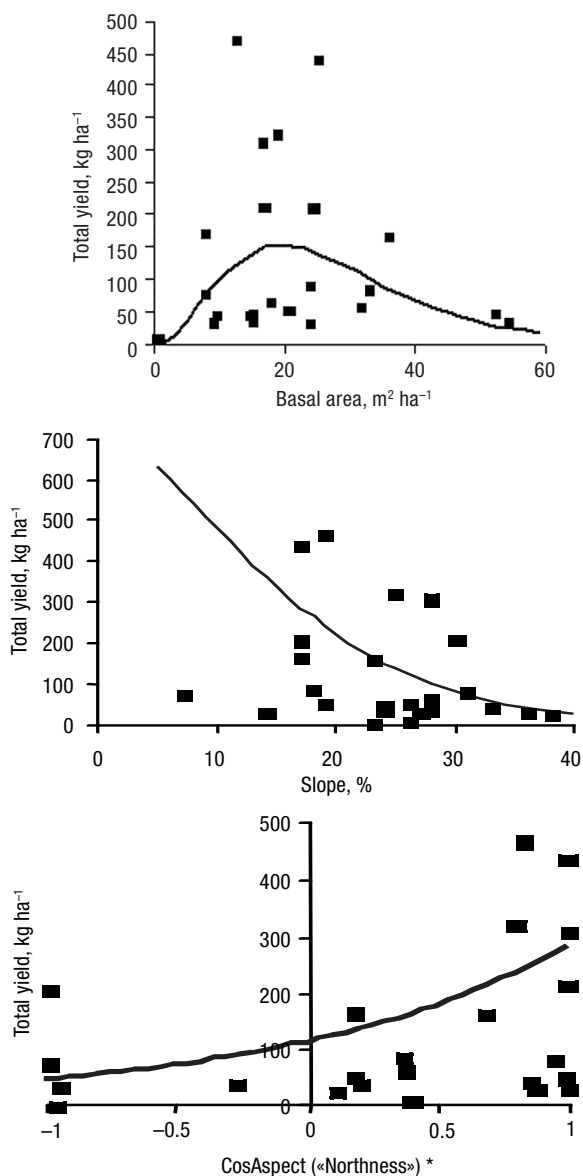 500
450
400
350
300
250
200
150
100
50
0
Total yield, kg ha⁻¹
0 20 40 60
Basal area, m² ha⁻¹
700
600
500
400
300
200
100
0
Total yield, kg ha⁻¹
0 10 20 30 40
Slope, %
500
400
300
200
100
0
Total yield, kg ha⁻¹
–1 –0.5 0 0.5 1
CosAspect («Northness») *